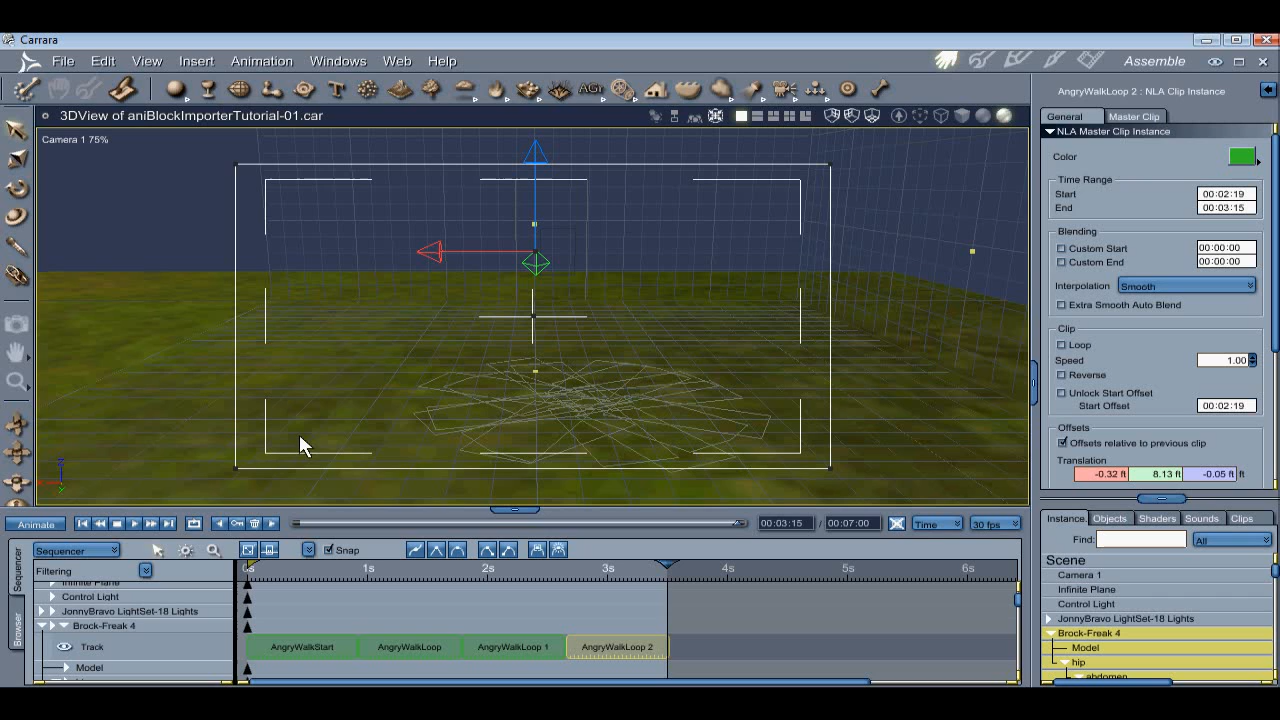 Carrara
File Edit View Insert Animation Windows Web Help
Assemble
3DView of aniBlockImporterTutorial-01.car
Camera 1 75%
AngryWalkLoop 2 : NLA Clip Instance
General Master Clip
NLA Master Clip Instance
Color
Time Range
Start 00:02:19
End 00:03:15
Blending
Custom Start 00:00:00
Custom End 00:00:00
Interpolation Smooth
Extra Smooth Auto Blend
Clip
Loop
Speed 1.00
Reverse
Unlock Start Offset
Start Offset 00:02:19
Offsets
Offsets relative to previous clip
Translation
-0.32 ft 8.13 ft -0.05 ft ft
Animate
00:03:15 / 00:07:00 Time 30 fps
Sequencer Snap
Filtering
0s 1s 2s 3s 4s 5s 6s
Infinite Plane
Control Light
JonnyBravo LightSet-18 Lights
Brock-Freak 4
Track AngryWalkStart AngryWalkLoop AngryWalkLoop 1 AngryWalkLoop 2
Model
Sequencer
Browser
Instance. Objects Shaders Sounds Clips
Find: All
Scene
Camera 1
Infinite Plane
Control Light
JonnyBravo LightSet-18 Lights
Brock-Freak 4
Model
hip
abdomen